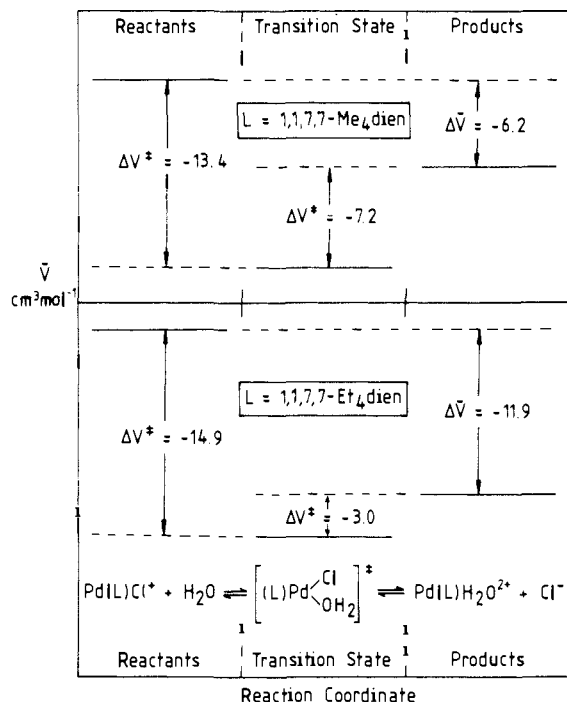 Reactants Transition State Products
L = 1,1,7,7-Me₄dien
ΔV̄ = -6.2
ΔV‡ = -13.4
ΔV‡ = -7.2
V̄
cm³mol⁻¹
L = 1,1,7,7-Et₄dien
ΔV‡ = -14.9
ΔV̄ = -11.9
ΔV‡ = -3.0
Pd(L)Cl⁺ + H₂O ⇌ [(L)Pd Cl OH₂]‡ ⇌ Pd(L)H₂O²⁺ + Cl⁻
Reactants Transition State Products
Reaction Coordinate